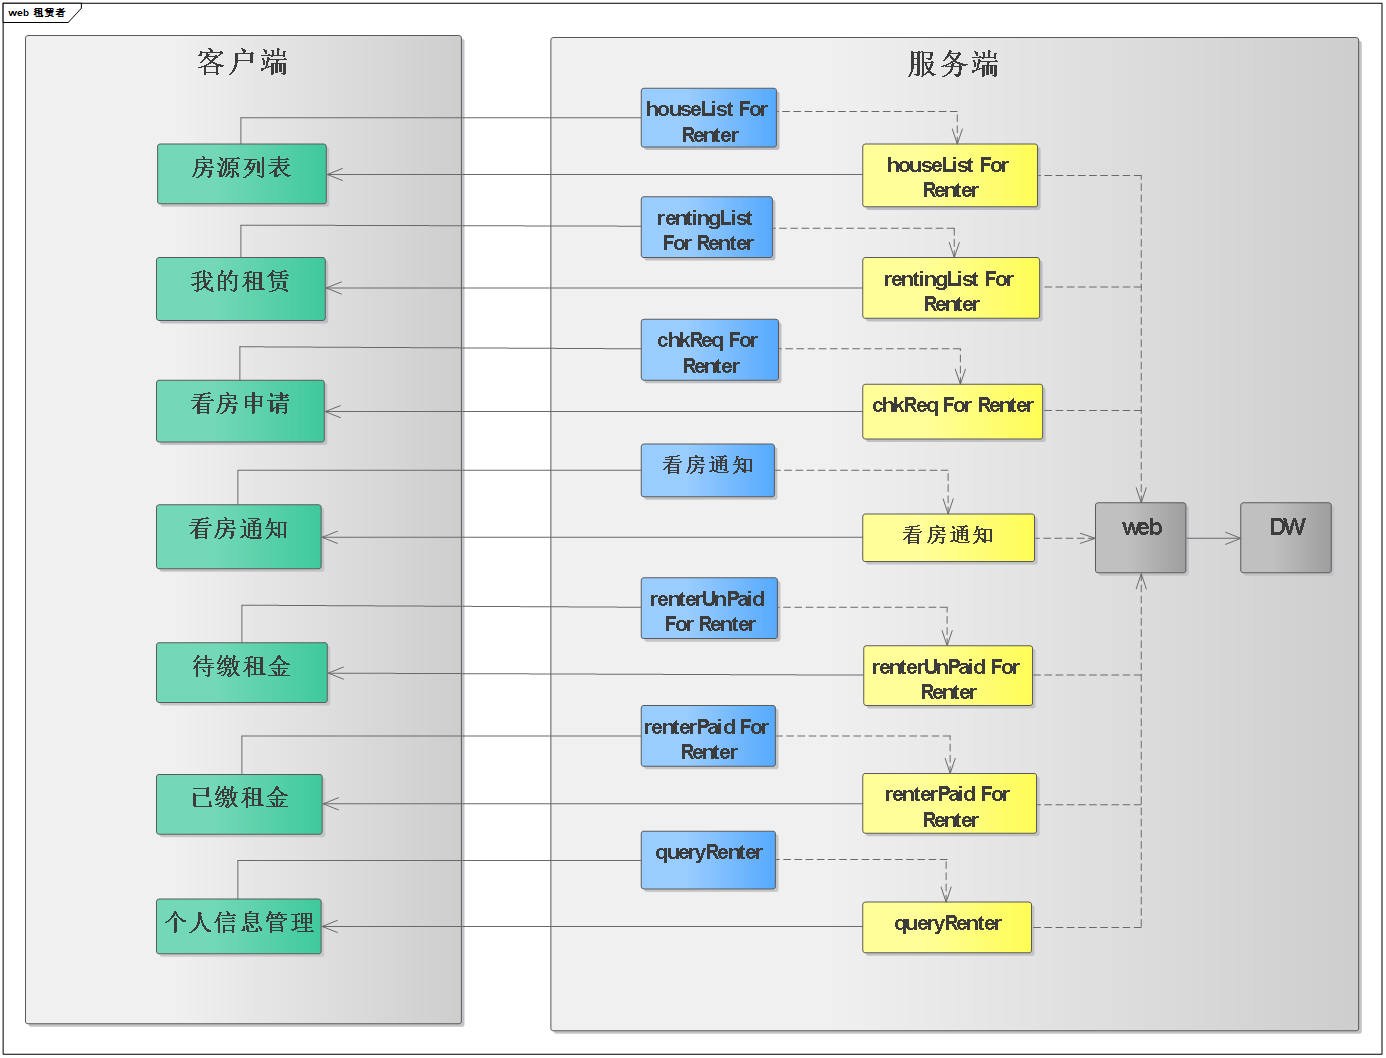 web 租赁者
客户端
服务端
houseList For
Renter
房源列表
houseList For
Renter
rentingList
For Renter
我的租赁
rentingList For
Renter
chkReq For
Renter
看房申请
chkReq For Renter
看房通知
看房通知
看房通知
web
DW
renterUnPaid
For Renter
待缴租金
renterUnPaid For
Renter
renterPaid For
Renter
已缴租金
renterPaid For
Renter
queryRenter
个人信息管理
queryRenter